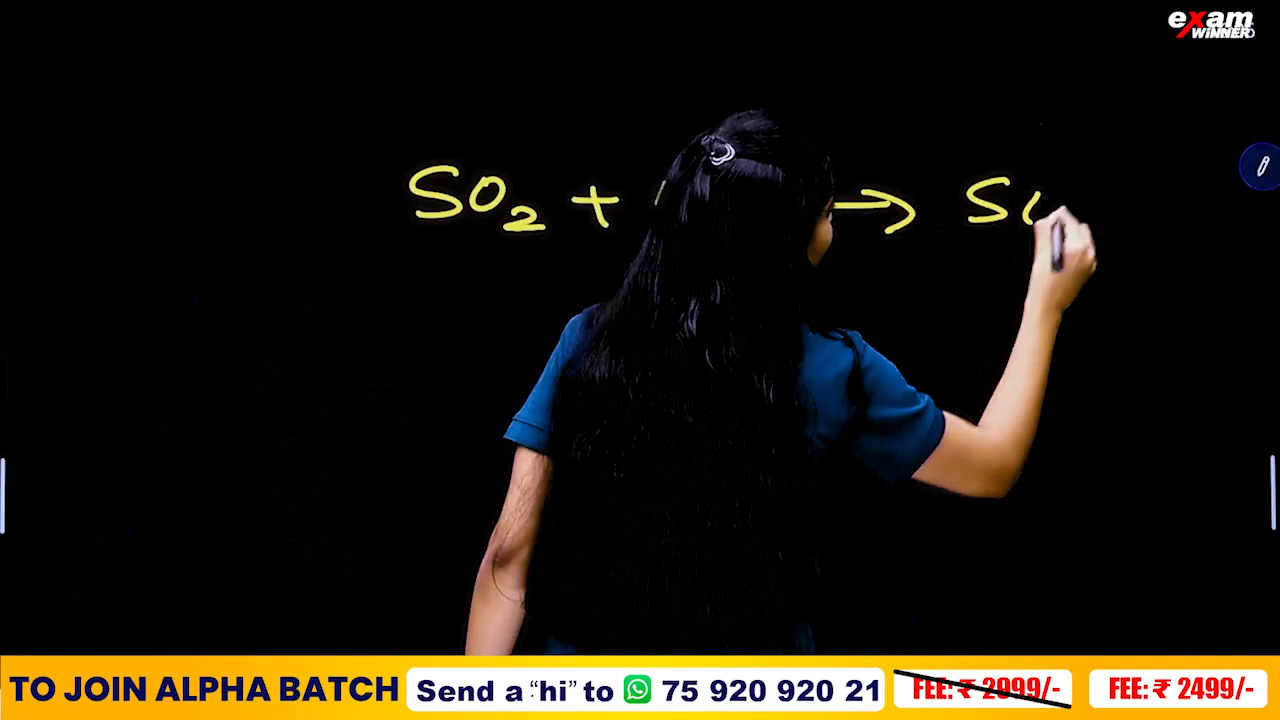 exam
WINNER
SO₂ + → S
TO JOIN ALPHA BATCH Send a “hi” to 75 920 920 21 FEE: ₹ 2999/- FEE: ₹ 2499/-